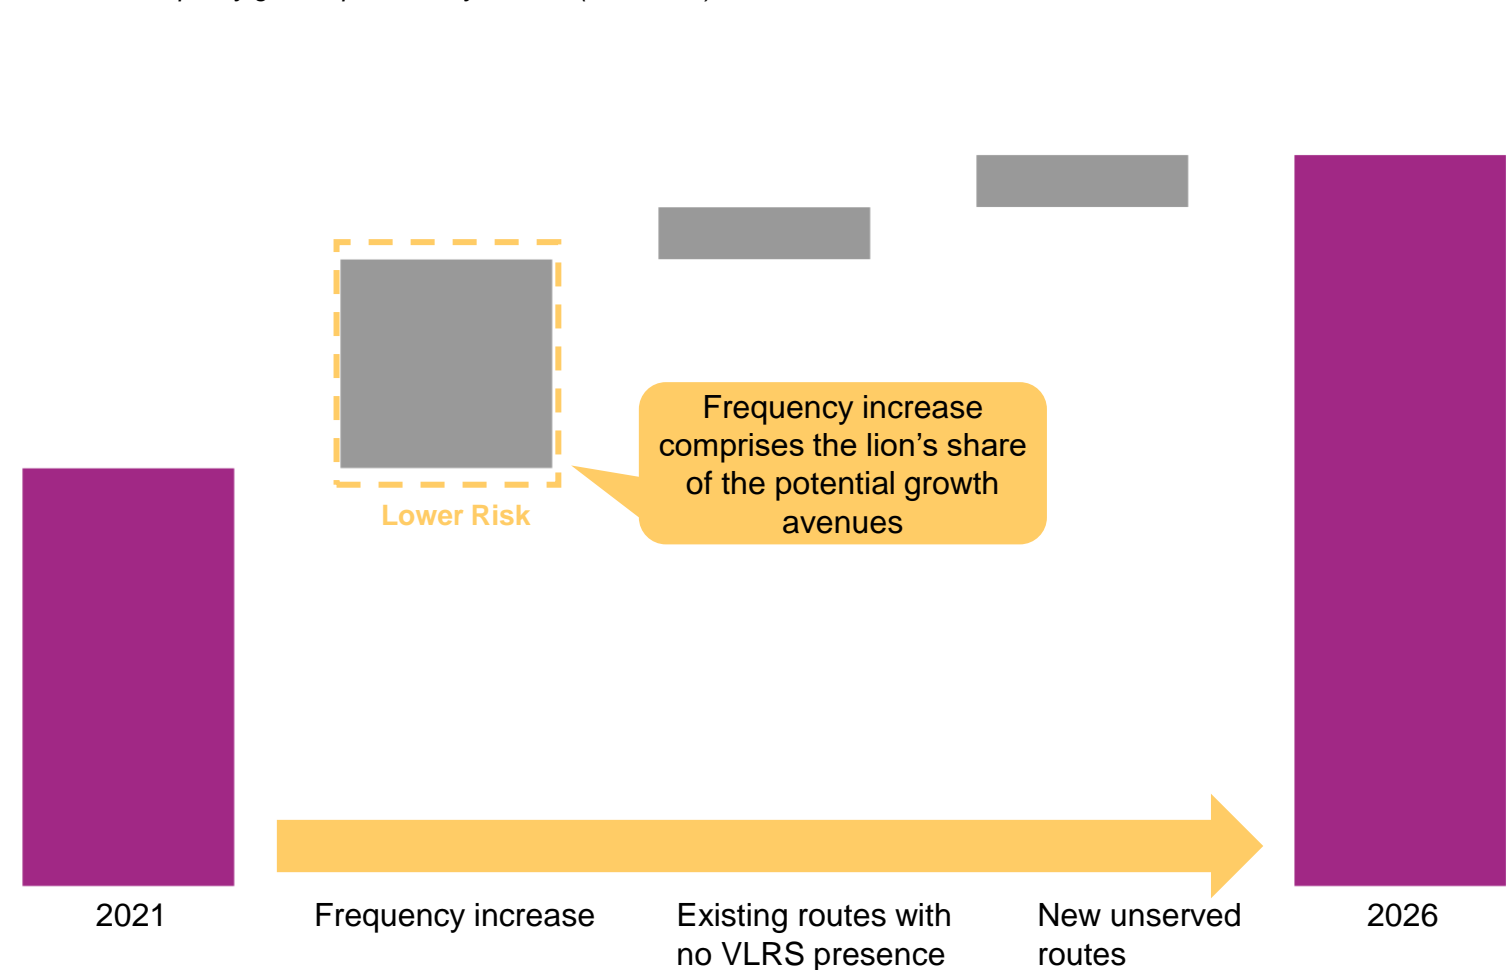 Lower Risk
Frequency increase
comprises the lion’s share
of the potential growth
avenues
2021
Frequency increase
Existing routes with
no VLRS presence
New unserved
routes
2026